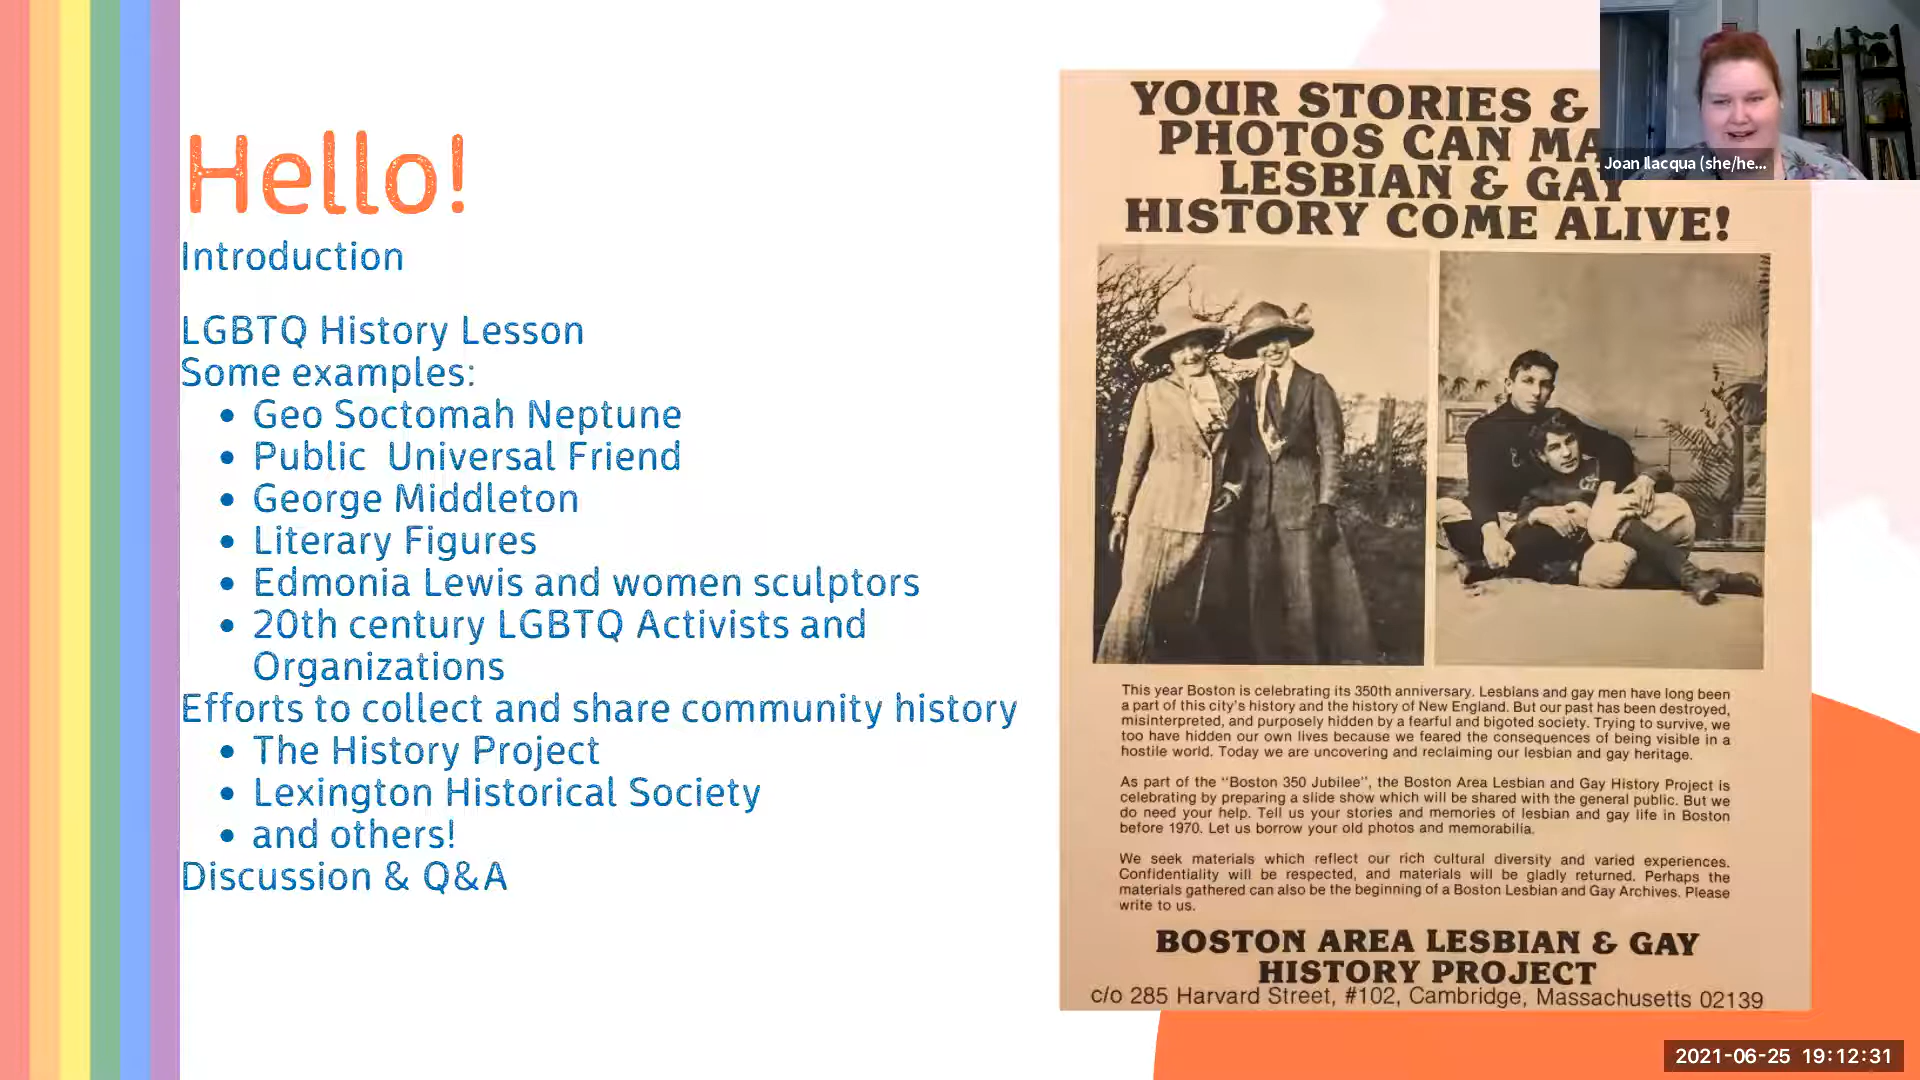 Hello!
Introduction
LGBTQ History Lesson
Some examples:
• Geo Soctomah Neptune
• Public Universal Friend
• George Middleton
• Literary Figures
• Edmonia Lewis and women sculptors
• 20th century LGBTQ Activists and
Organizations
Efforts to collect and share community history
• The History Project
• Lexington Historical Society
• and others!
Discussion & Q&A
YOUR STORIES &
PHOTOS CAN MA
LESBIAN & GAY
HISTORY COME ALIVE!
This year Boston is celebrating its 350th anniversary. Lesbians and gay men have long been
a part of this city's history and the history of New England. But our past has been destroyed,
misinterpreted, and purposely hidden by a fearful and bigoted society. Trying to survive, we
too have hidden our own lives because we feared the consequences of being visible in a
hostile world. Today we are uncovering and reclaiming our lesbian and gay heritage.
As part of the "Boston 350 Jubilee", the Boston Area Lesbian and Gay History Project is
celebrating by preparing a slide show which will be shared with the general public. But we
do need your help. Tell us your stories and memories of lesbian and gay life in Boston
before 1970. Let us borrow your old photos and memorabilia.
We seek materials which reflect our rich cultural diversity and varied experiences.
Confidentiality will be respected, and materials will be gladly returned. Perhaps the
materials gathered can also be the beginning of a Boston Lesbian and Gay Archives. Please
write to us.
BOSTON AREA LESBIAN & GAY
HISTORY PROJECT
c/o 285 Harvard Street, #102, Cambridge, Massachusetts 02139
Joan Ilacqua (she/he...
2021-06-25 19:12:31